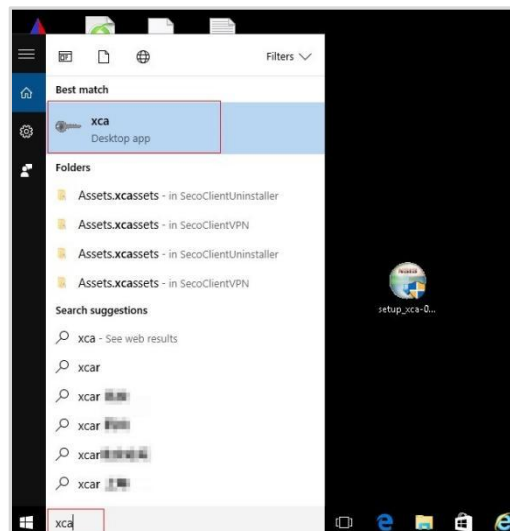 Filters
Best match
xca
Desktop app
Folders
Assets.xcassets - in SecoClientUninstaller
Assets.xcassets - in SecoClientVPN
Assets.xcassets - in SecoClientUninstaller
Assets.xcassets - in SecoClientVPN
Search suggestions
xca - See web results
xcar
xcar
xcar
xcar
xcar
setup_xca-0...
xca